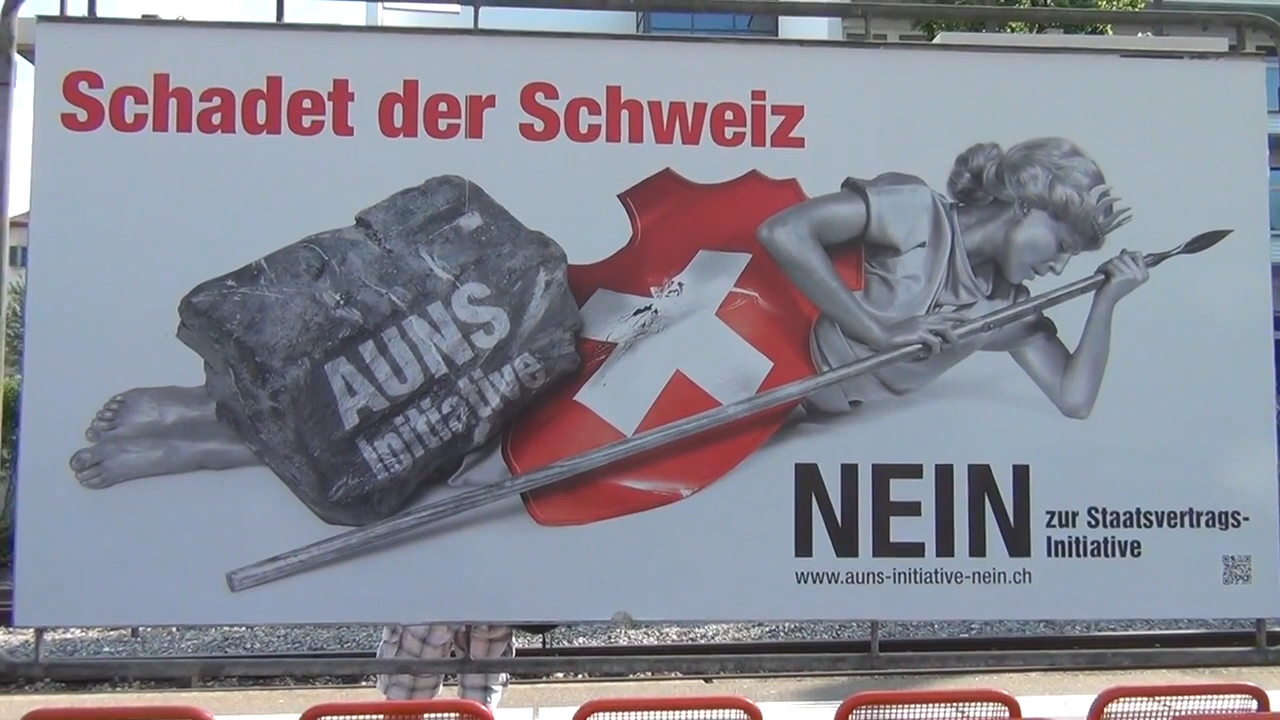 Schadet der Schweiz
AUNS
Initiative
NEIN
zur Staatsvertrags-
Initiative
www.auns-initiative-nein.ch